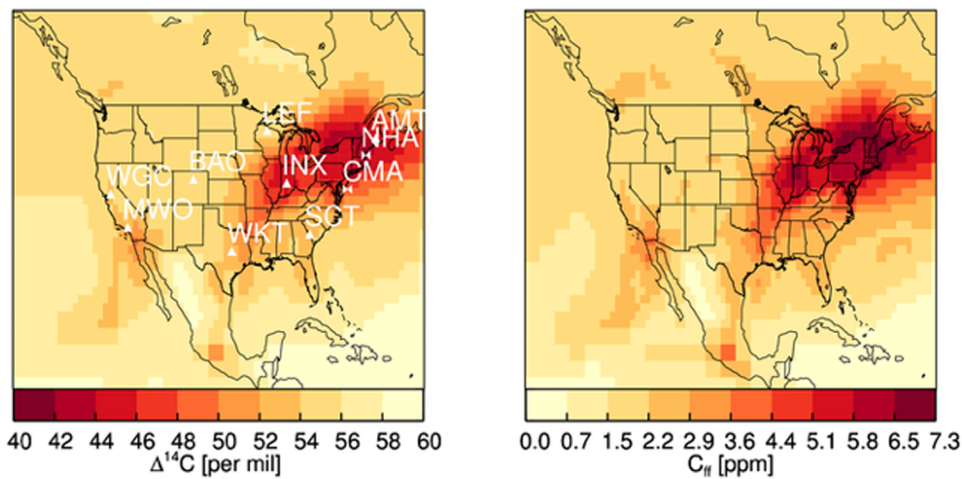 LEF
AMT
NHA
BAO
INX
WGC
CMA
MWO
SCT
WKT
40 42 44 46 48 50 52 54 56 58 60
Δ¹⁴C [per mil]
0.0 0.7 1.5 2.2 2.9 3.6 4.4 5.1 5.8 6.5 7.3
Cff [ppm]